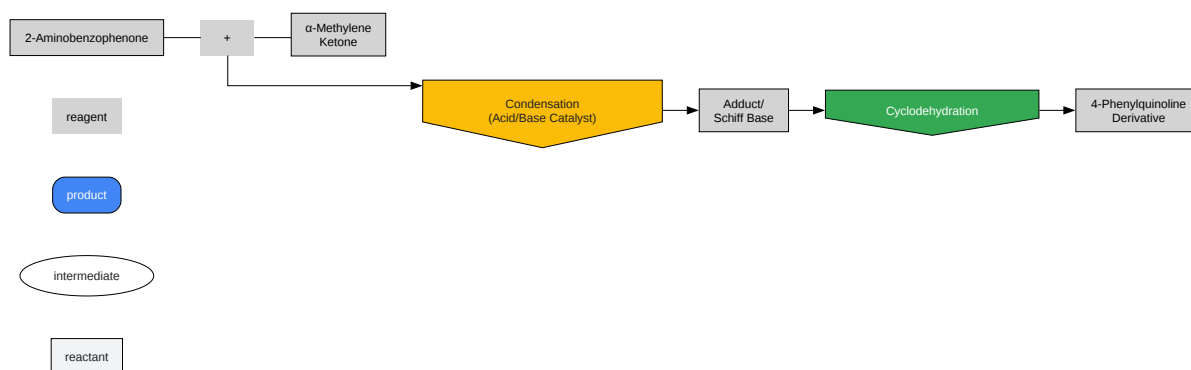 2-Aminobenzophenone
+
α-Methylene
Ketone
Condensation
(Acid/Base Catalyst)
Adduct/
Schiff Base
Cyclodehydration
4-Phenylquinoline
Derivative
reagent
product
intermediate
reactant